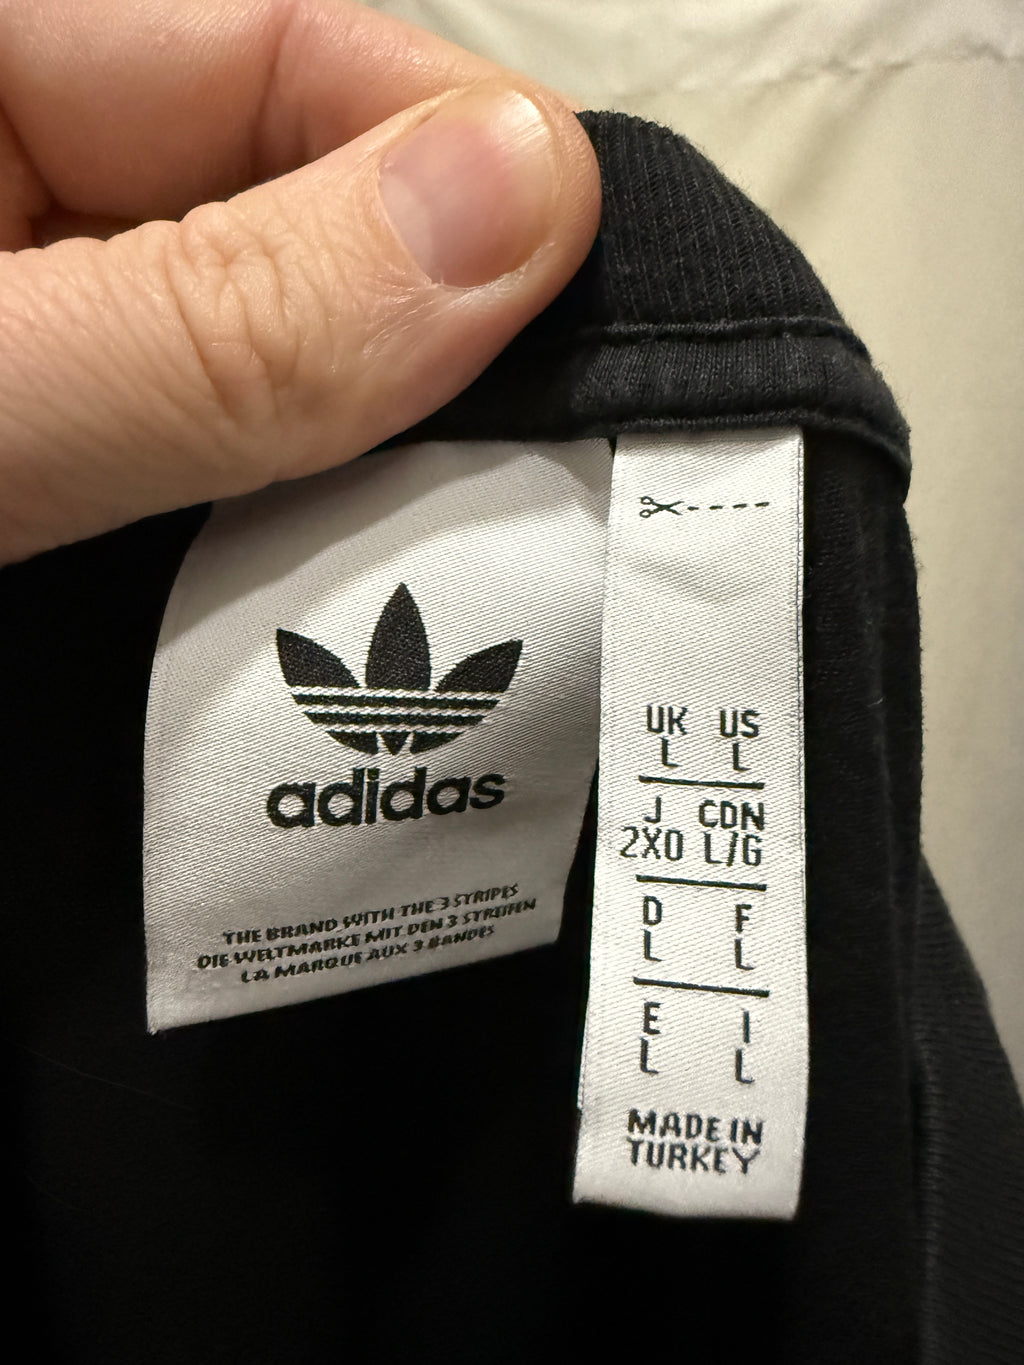 adidas
THE BRAND WITH THE 3 STRIPES
DIE WELTMARKE MIT DEN 3 STREIFEN
LA MARQUE AUX 3 BANDES
UK US
L L
J CDN
2XO L/G
D F
L L
E I
L L
MADE IN
TURKEY